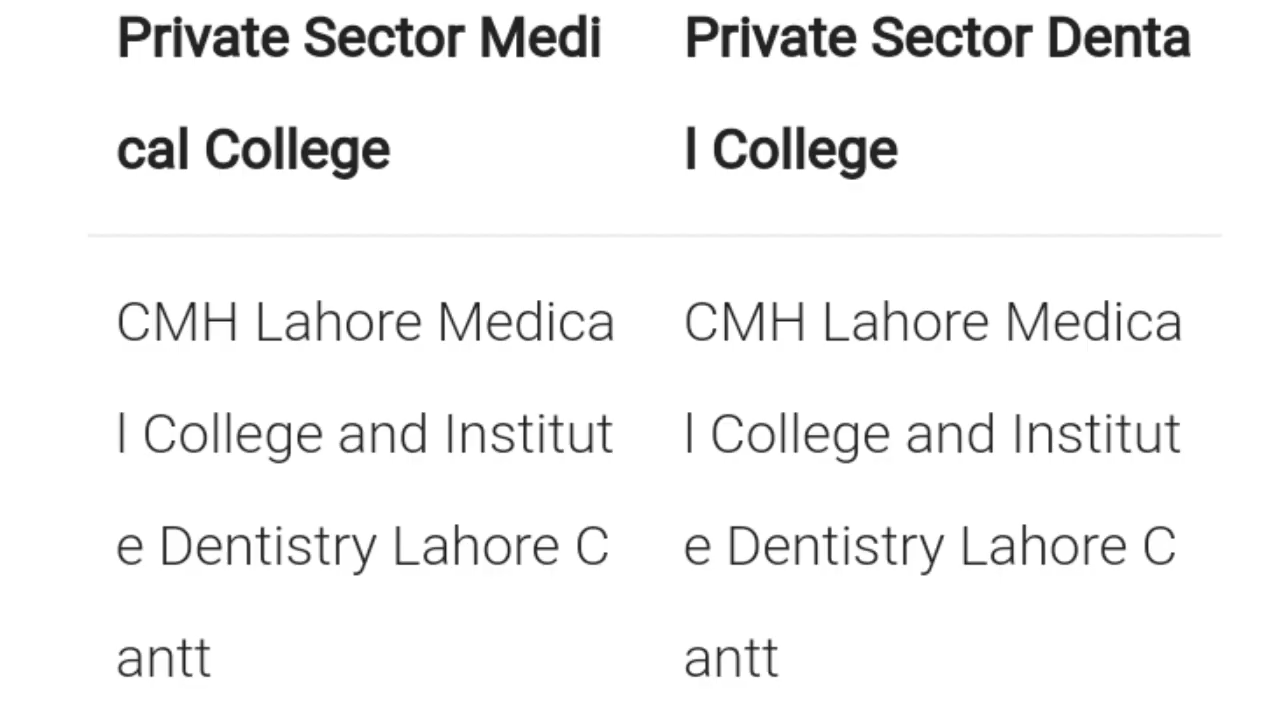 Private Sector Medi
cal College
Private Sector Denta
l College
CMH Lahore Medica
l College and Institut
e Dentistry Lahore C
antt
CMH Lahore Medica
l College and Institut
e Dentistry Lahore C
antt